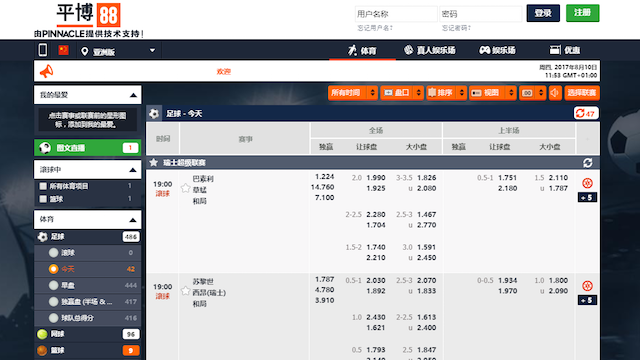 平博88
由PINNACLE提供技术支持!
用户名称
密码
登录
注册
忘记用户名?
忘记密码?
亚洲版
体育
真人娱乐场
娱乐场
优惠
欢迎
周四, 2017年8月10日
11:53 GMT-01:00
我的最爱
点击赛事或联赛前的星形图
标，添加到我的最爱。
图文直播 1
滚球中
所有体育项目 1
篮球 1
体育
足球 486
滚球 0
今天 42
早盘 444
独赢盘 (半场 & ... 417
球队总得分 416
网球 96
篮球 9
所有时间
盘口
排序
视图
选择联赛
足球 - 今天
47
时间
赛事
全场
上半场
独赢 让球盘 大小盘 独赢 让球盘 大小盘
瑞士超级联赛
19:00 巴素利 1.224 2.0 1.990 3-3.5 1.826 0.5-1 1.751 1.5 2.110
滚球 草蜢 14.760 1.925 u 2.080 2.180 u 1.787
和局 7.100
+ 5
2-2.5 2.280 2.5-3 1.467
1.704 u 2.770
1.5-2 1.740 3.0 1.591
2.210 u 2.450
19:00 苏黎世 1.787 0.5-1 2.030 2.5-3 2.070 0-0.5 1.934 1.0 1.800
滚球 西昂(瑞士) 4.780 1.892 u 1.833 1.970 u 2.090
和局 3.910
+ 5
1.0 2.430 2-2.5 1.613
1.621 u 2.400
0.5 1.793 2.5 1.847